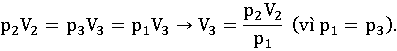 p₂V₂ = p₃V₃ = p₁V₃ → V₃ = p₂V₂/p₁ (vì p₁ = p₃).